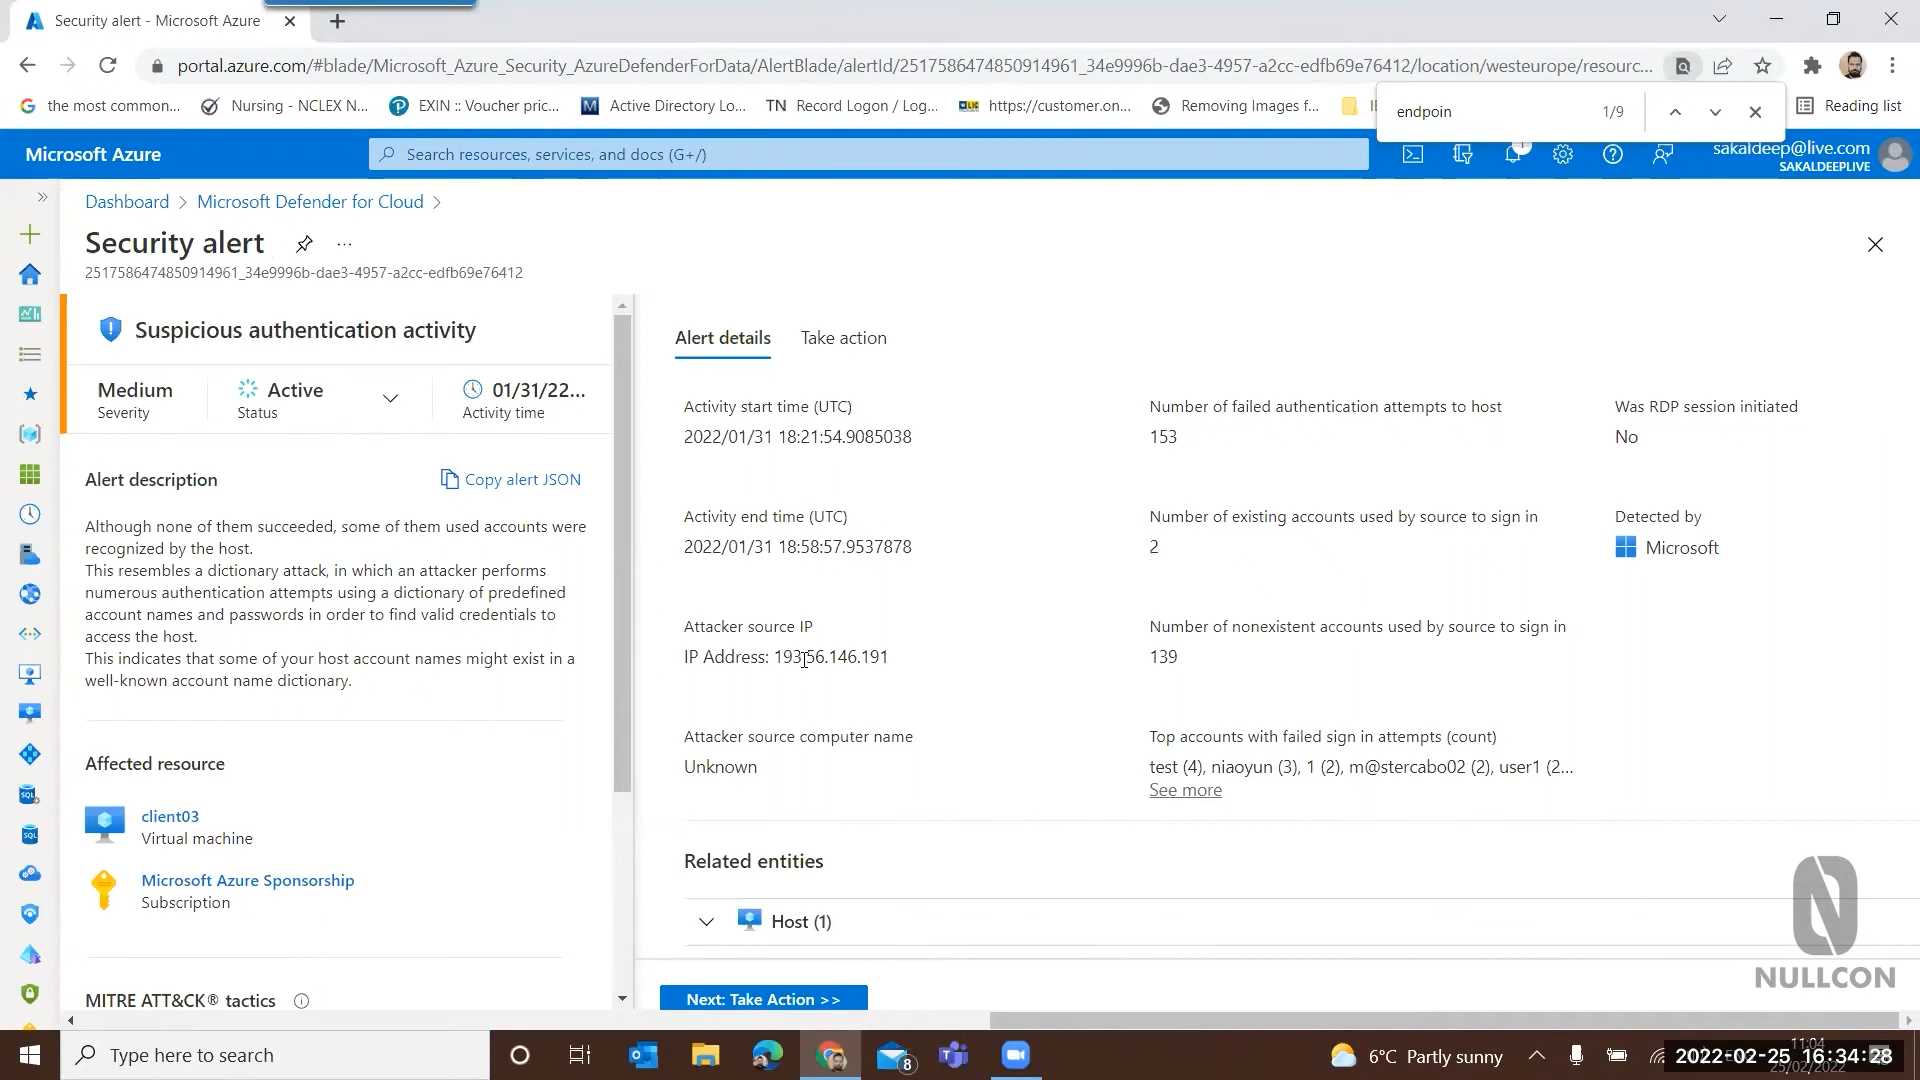 Security alert - Microsoft Azure
portal.azure.com/#blade/Microsoft_Azure_Security_AzureDefenderForData/AlertBlade/alertId/2517586474850914961_34e9996b-dae3-4957-a2cc-edfb69e76412/location/westeurope/resourc...
the most common...
Nursing - NCLEX N...
EXIN :: Voucher pric...
Active Directory Lo...
TN Record Logon / Log...
https://customer.on...
Removing Images f...
endpoin 1/9
Reading list
Microsoft Azure
Search resources, services, and docs (G+/)
1
sakaldeep@live.com
SAKALDEEPLIVE
Dashboard > Microsoft Defender for Cloud >
Security alert
2517586474850914961_34e9996b-dae3-4957-a2cc-edfb69e76412
Suspicious authentication activity
Medium
Severity
Active
Status
01/31/22...
Activity time
Alert description
Copy alert JSON
Although none of them succeeded, some of them used accounts were
recognized by the host.
This resembles a dictionary attack, in which an attacker performs
numerous authentication attempts using a dictionary of predefined
account names and passwords in order to find valid credentials to
access the host.
This indicates that some of your host account names might exist in a
well-known account name dictionary.
Affected resource
client03
Virtual machine
Microsoft Azure Sponsorship
Subscription
MITRE ATT&CK® tactics
Alert details
Take action
Activity start time (UTC)
2022/01/31 18:21:54.9085038
Number of failed authentication attempts to host
153
Was RDP session initiated
No
Activity end time (UTC)
2022/01/31 18:58:57.9537878
Number of existing accounts used by source to sign in
2
Detected by
Microsoft
Attacker source IP
IP Address: 193.56.146.191
Number of nonexistent accounts used by source to sign in
139
Attacker source computer name
Unknown
Top accounts with failed sign in attempts (count)
test (4), niaoyun (3), 1 (2), m@stercabo02 (2), user1 (2...
See more
Related entities
Host (1)
Next: Take Action >>
NULLCON
Type here to search
8
6°C Partly sunny
11:04
2022-02-25 16:34:28
25/02/2022